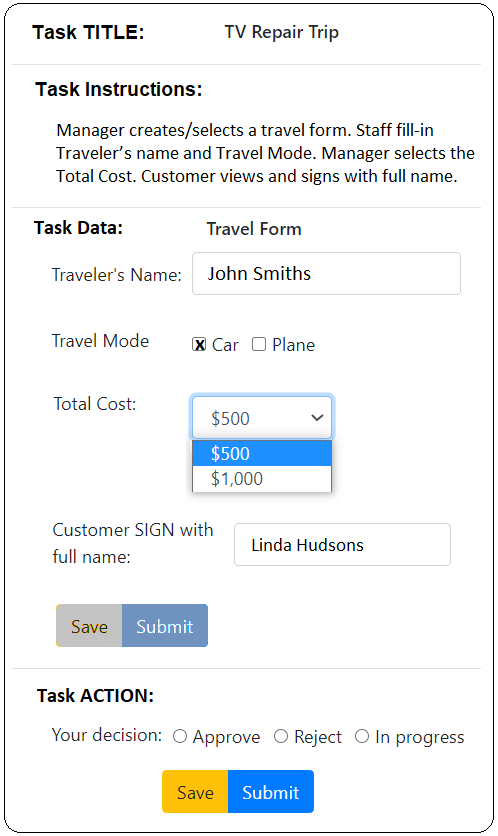 Task TITLE: TV Repair Trip
Task Instructions:
Manager creates/selects a travel form. Staff fill-in
Traveler’s name and Travel Mode. Manager selects the
Total Cost. Customer views and signs with full name.
Task Data: Travel Form
Traveler's Name: John Smiths
Travel Mode x Car Plane
Total Cost: $500
$500
$1,000
Customer SIGN with
full name: Linda Hudsons
Save Submit
Task ACTION:
Your decision: Approve Reject In progress
Save Submit